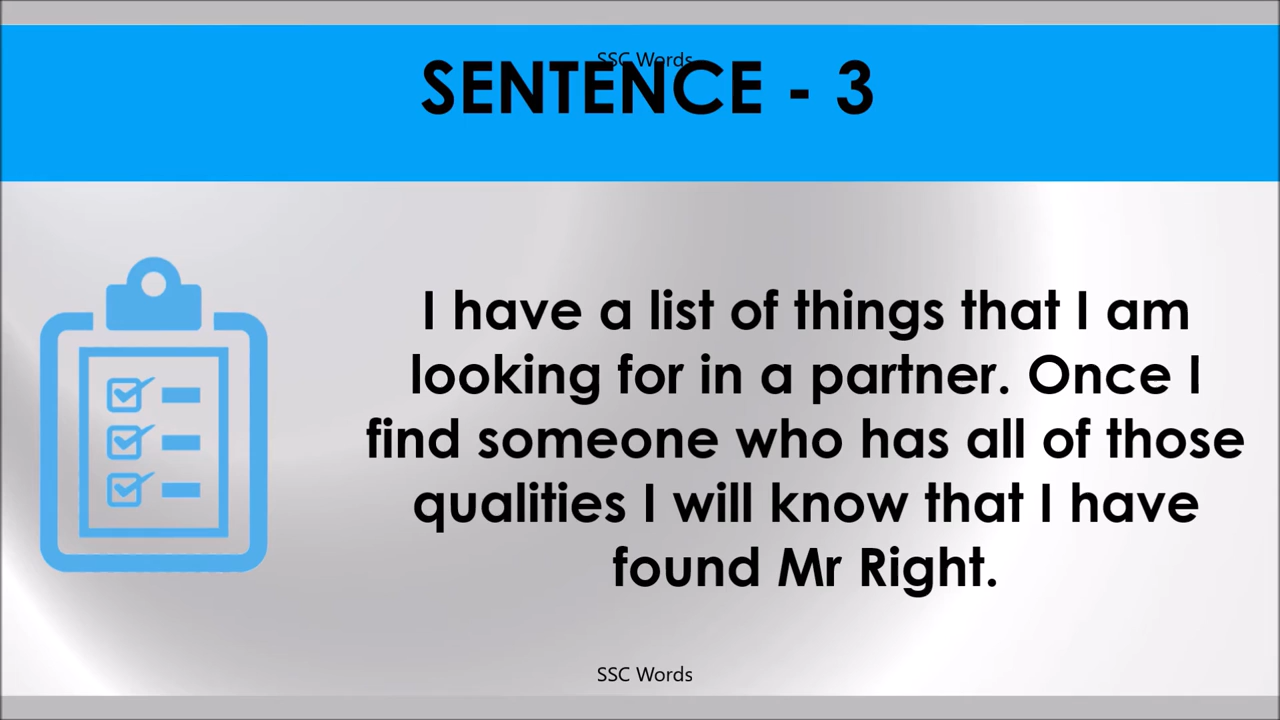 SSC Words
SENTENCE - 3
I have a list of things that I am
looking for in a partner. Once I
find someone who has all of those
qualities I will know that I have
found Mr Right.
SSC Words